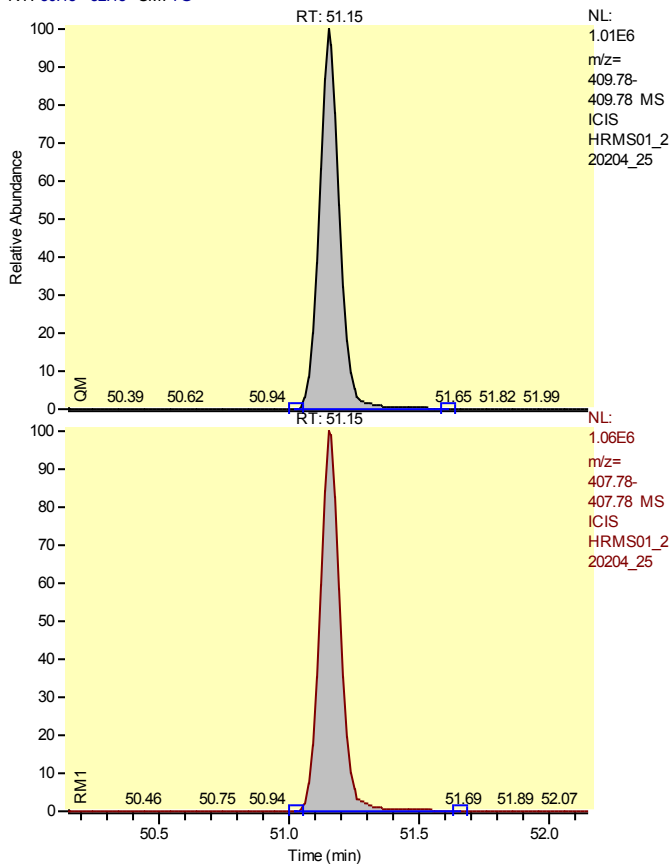 RT: 51.15
NL:
1.01E6
m/z=
409.78-
409.78 MS
ICIS
HRMS01_2
20204_25
100
90
80
70
60
50
40
30
20
10
0
Relative Abundance
QM
50.39 50.62 50.94 51.65 51.82 51.99
RT: 51.15
NL:
1.06E6
m/z=
407.78-
407.78 MS
ICIS
HRMS01_2
20204_25
100
90
80
70
60
50
40
30
20
10
0
RM1
50.46 50.75 50.94 51.69 51.89 52.07
50.5 51.0 51.5 52.0
Time (min)